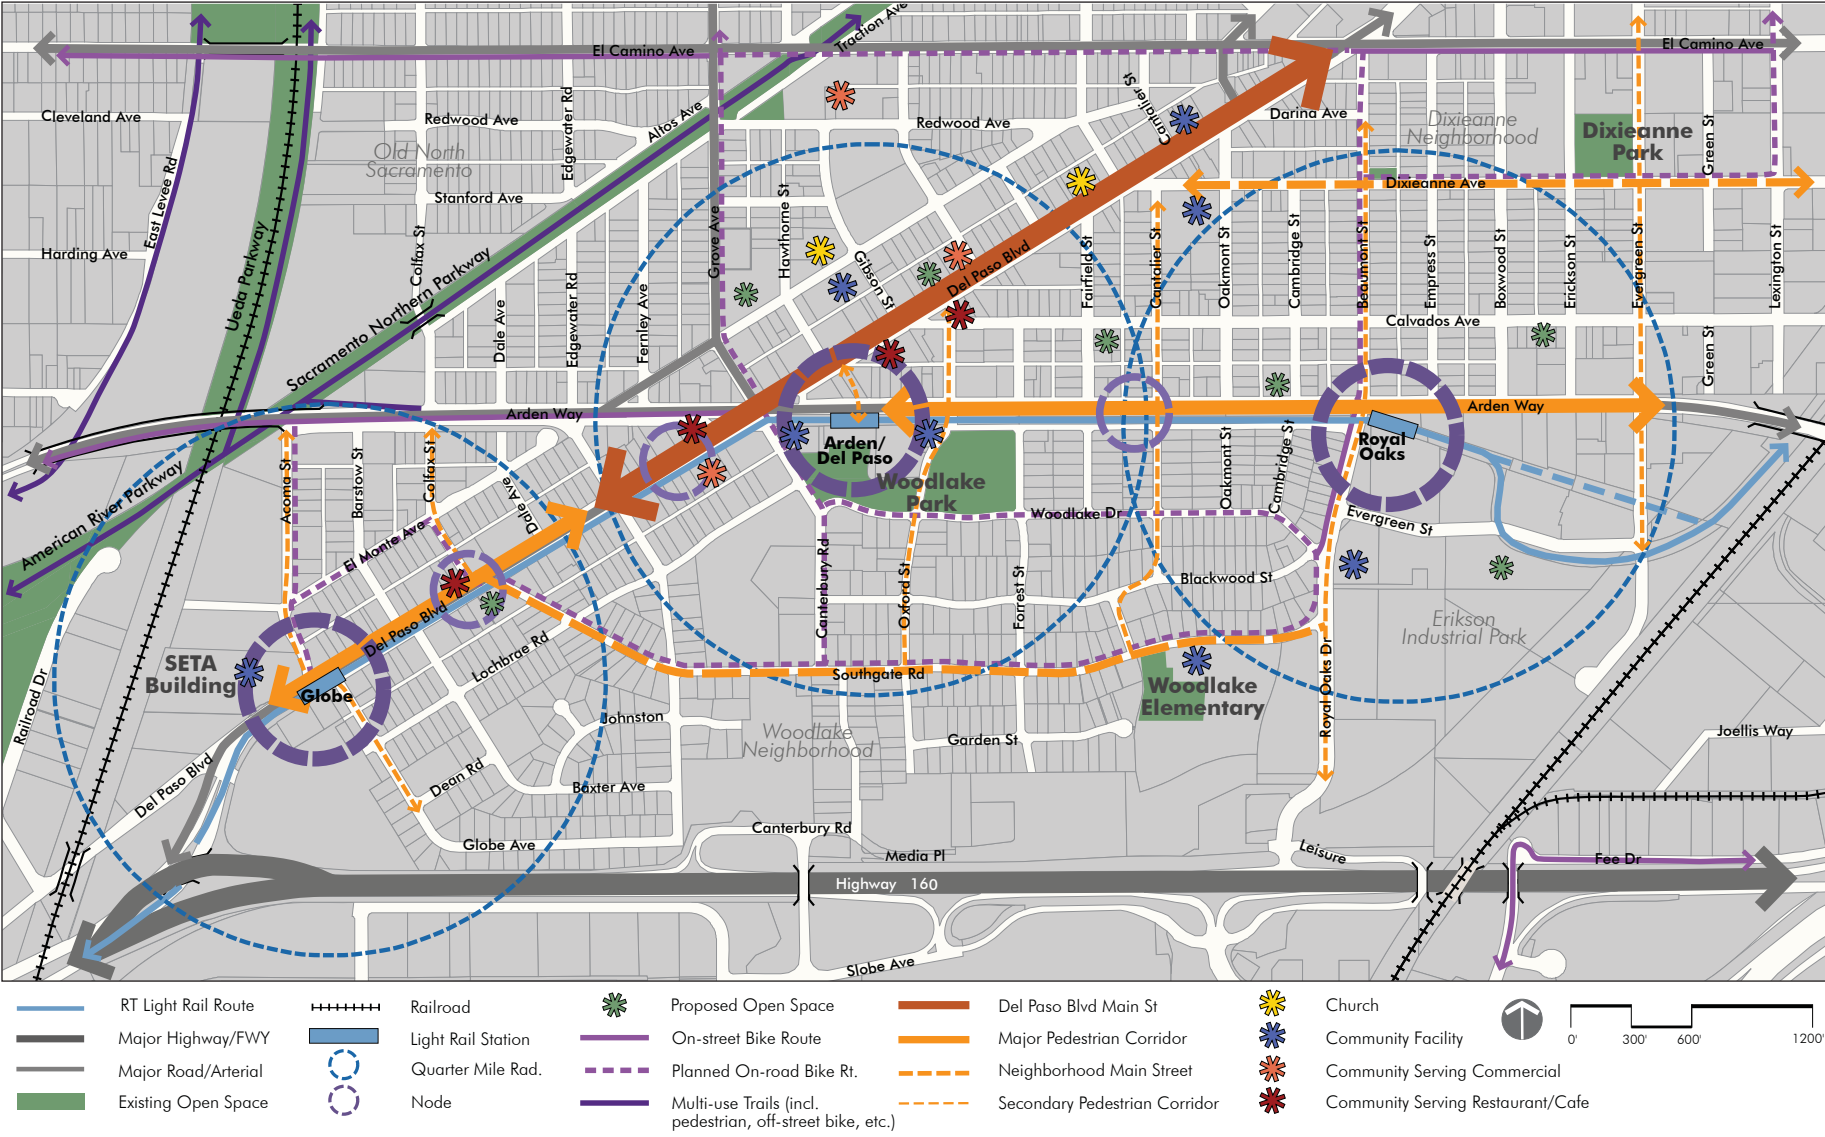 El Camino Ave
Traction Ave
El Camino Ave
Cleveland Ave
Redwood Ave
Edgewater Rd
Altos Ave
Redwood Ave
Cantalier St
Darina Ave
Dixieanne
Neighborhood
Dixieanne
Park
Green St
Old North
Sacramento
East Levee Rd
Stanford Ave
Dixieanne Ave
Harding Ave
Ueda Parkway
Colfax St
Sacramento Northern Parkway
Dale Ave
Edgewater Rd
Fernley Ave
Grove Ave
Hawthorne St
Gibson St
Del Paso Blvd
Fairfield St
Cantalier St
Oakmont St
Cambridge St
Beaumont St
Empress St
Boxwood St
Erickson St
Evergreen St
Lexington St
Calvados Ave
Green St
Arden Way
Arden Way
Arden/
Del Paso
Royal
Oaks
Woodlake
Park
American River Parkway
Acoma St
Barstow St
Colfax St
Dale Ave
El Monte Ave
Woodlake Dr
Oakmont St
Cambridge St
Evergreen St
Canterbury Rd
Oxford St
Forrest St
Blackwood St
Erikson
Industrial Park
Del Paso Blvd
Lochbrae Rd
SETA
Building
Globe
Railroad Dr
Southgate Rd
Woodlake
Elementary
Royal Oaks Dr
Johnston
Woodlake
Neighborhood
Garden St
Joellis Way
Del Paso Blvd
Dean Rd
Baxter Ave
Globe Ave
Canterbury Rd
Media Pl
Leisure
Fee Dr
Highway 160
Slobe Ave
RT Light Rail Route
Major Highway/FWY
Major Road/Arterial
Existing Open Space
Railroad
Light Rail Station
Quarter Mile Rad.
Node
Proposed Open Space
On-street Bike Route
Planned On-road Bike Rt.
Multi-use Trails (incl.
pedestrian, off-street bike, etc.)
Del Paso Blvd Main St
Major Pedestrian Corridor
Neighborhood Main Street
Secondary Pedestrian Corridor
Church
Community Facility
Community Serving Commercial
Community Serving Restaurant/Cafe
0' 300' 600' 1200'